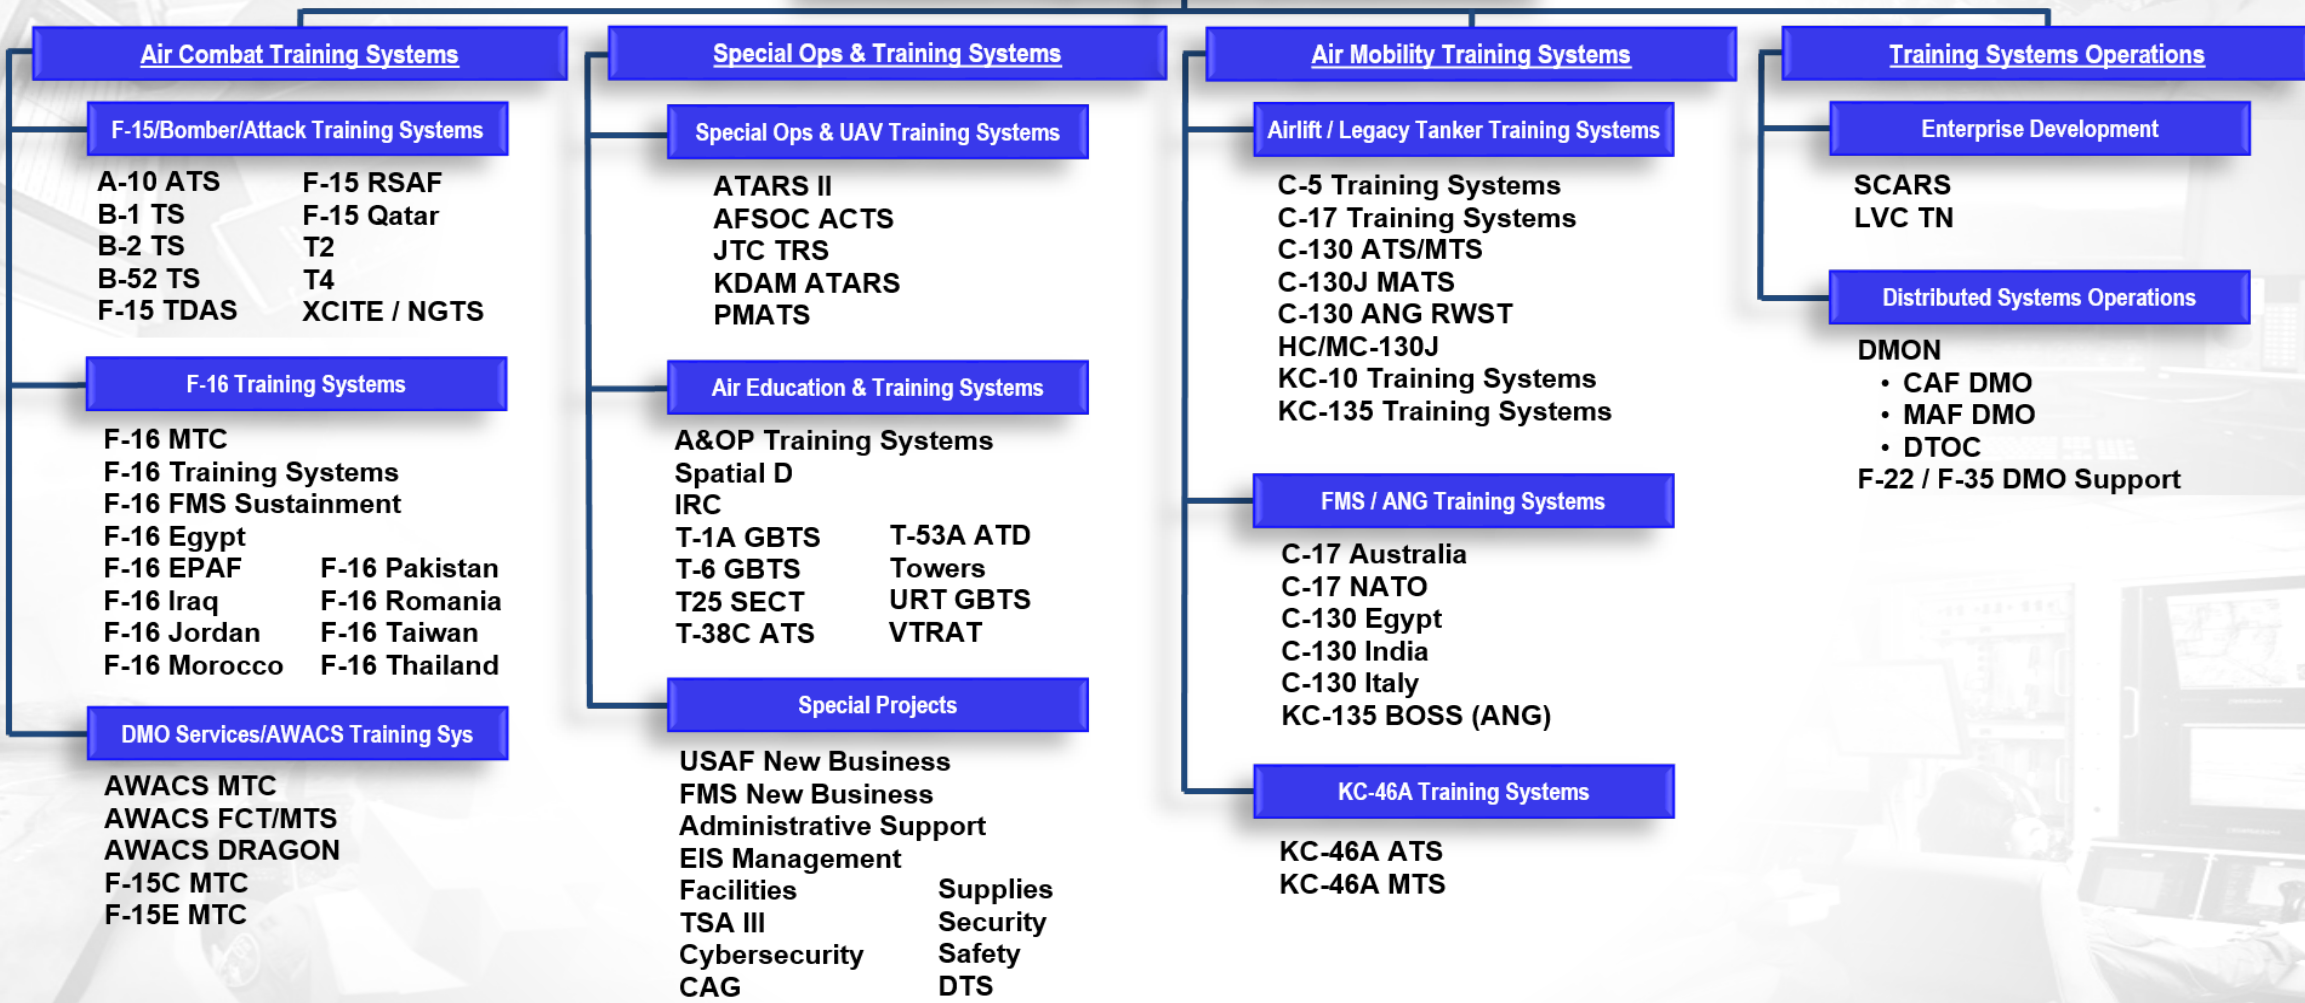 Air Combat Training Systems
F-15/Bomber/Attack Training Systems
A-10 ATS
B-1 TS
B-2 TS
B-52 TS
F-15 TDAS
F-15 RSAF
F-15 Qatar
T2
T4
XCITE / NGTS
F-16 Training Systems
F-16 MTC
F-16 Training Systems
F-16 FMS Sustainment
F-16 Egypt
F-16 EPAF
F-16 Iraq
F-16 Jordan
F-16 Morocco
F-16 Pakistan
F-16 Romania
F-16 Taiwan
F-16 Thailand
DMO Services/AWACS Training Sys
AWACS MTC
AWACS FCT/MTS
AWACS DRAGON
F-15C MTC
F-15E MTC
Special Ops & Training Systems
Special Ops & UAV Training Systems
ATARS II
AFSOC ACTS
JTC TRS
KDAM ATARS
PMATS
Air Education & Training Systems
A&OP Training Systems
Spatial D
IRC
T-1A GBTS
T-6 GBTS
T25 SECT
T-38C ATS
T-53A ATD
Towers
URT GBTS
VTRAT
Special Projects
USAF New Business
FMS New Business
Administrative Support
EIS Management
Facilities
TSA III
Cybersecurity
CAG
Supplies
Security
Safety
DTS
Air Mobility Training Systems
Airlift / Legacy Tanker Training Systems
C-5 Training Systems
C-17 Training Systems
C-130 ATS/MTS
C-130J MATS
C-130 ANG RWST
HC/MC-130J
KC-10 Training Systems
KC-135 Training Systems
FMS / ANG Training Systems
C-17 Australia
C-17 NATO
C-130 Egypt
C-130 India
C-130 Italy
KC-135 BOSS (ANG)
KC-46A Training Systems
KC-46A ATS
KC-46A MTS
Training Systems Operations
Enterprise Development
SCARS
LVC TN
Distributed Systems Operations
DMON
• CAF DMO
• MAF DMO
• DTOC
F-22 / F-35 DMO Support